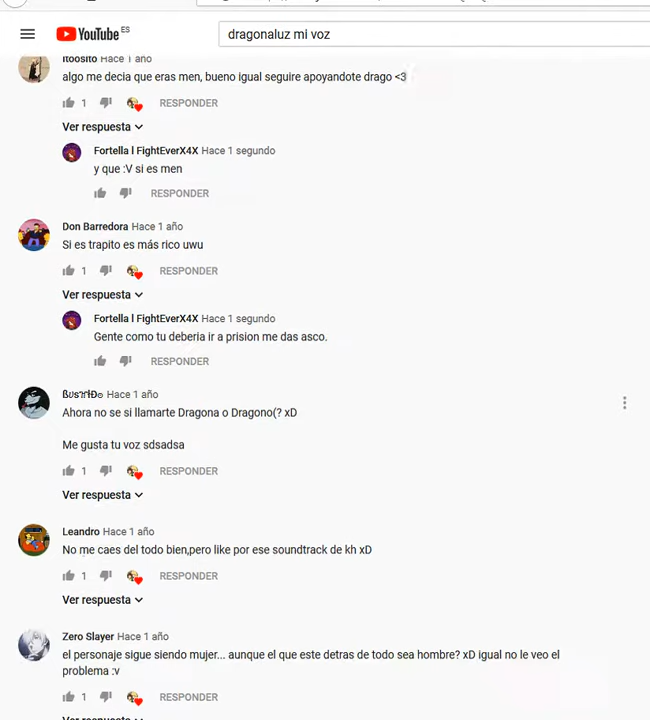 YouTube ES
dragonaluz mi voz
Itoosito Hace 1 año
algo me decia que eras men, bueno igual seguire apoyandote drago <3
1 RESPONDER
Ver respuesta
Fortella l FightEverX4X Hace 1 segundo
y que :V si es men
RESPONDER
Don Barredora Hace 1 año
Si es trapito es más rico uwu
1 RESPONDER
Ver respuesta
Fortella l FightEverX4X Hace 1 segundo
Gente como tu deberia ir a prision me das asco.
RESPONDER
Hace 1 año
Ahora no se si llamarte Dragona o Dragono(? xD
Me gusta tu voz sdsadsa
1 RESPONDER
Ver respuesta
Leandro Hace 1 año
No me caes del todo bien,pero like por ese soundtrack de kh xD
1 RESPONDER
Ver respuesta
Zero Slayer Hace 1 año
el personaje sigue siendo mujer... aunque el que este detras de todo sea hombre? xD igual no le veo el
problema :v
1 RESPONDER
Ver respuesta